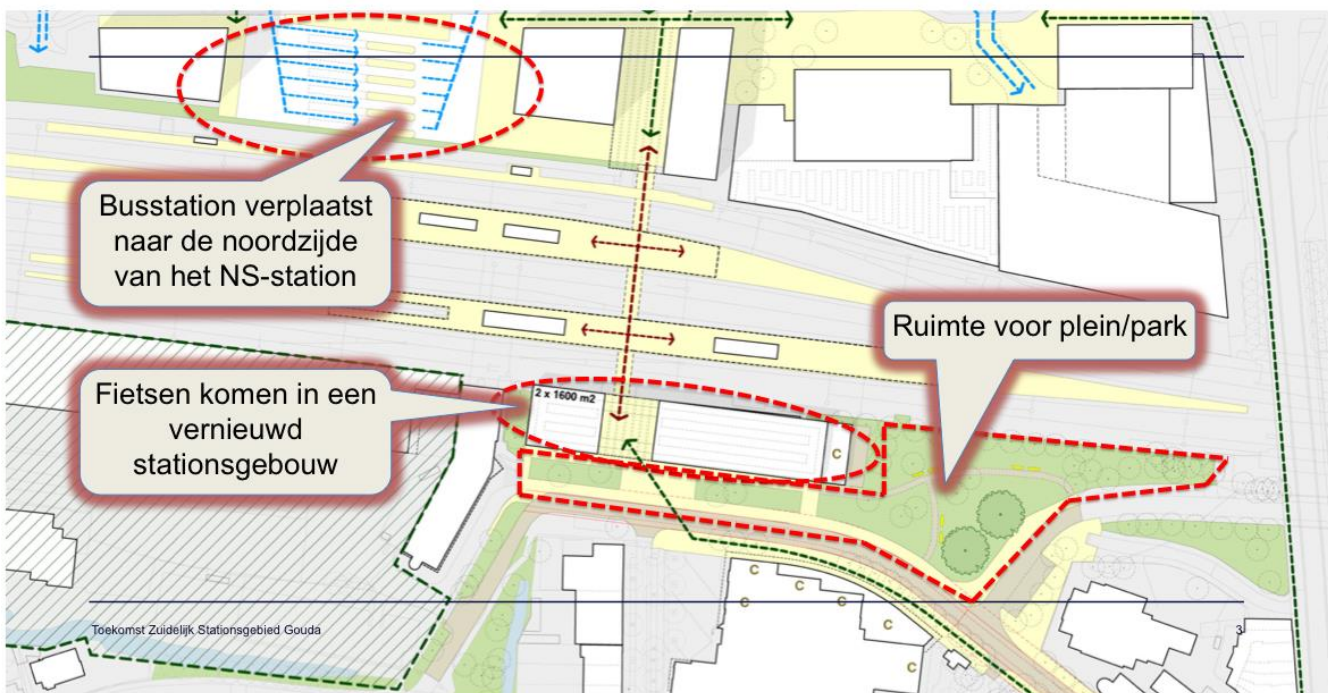 Busstation verplaatst
naar de noordzijde
van het NS-station
Ruimte voor plein/park
Fietsen komen in een
vernieuwd
stationsgebouw
2 x 1600 m2
C
C
C
C
C
C
C
Toekomst Zuidelijk Stationsgebied Gouda
3